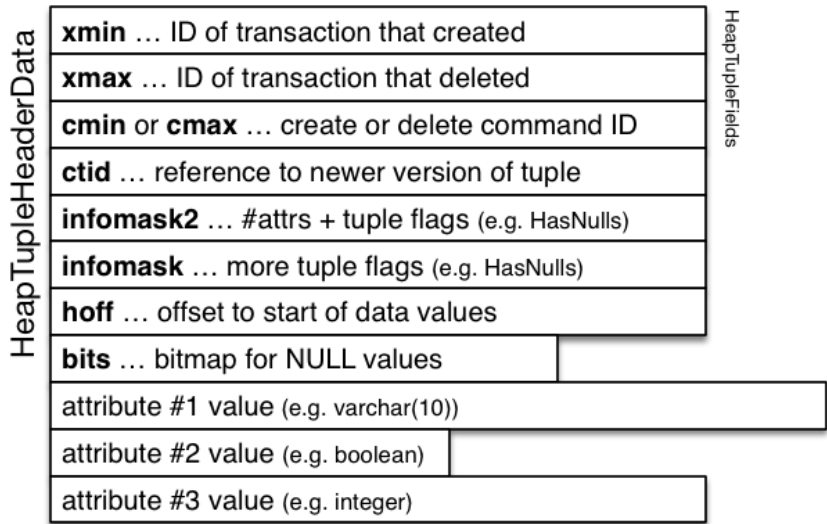 HeapTupleHeaderData
HeapTupleFields
xmin … ID of transaction that created
xmax … ID of transaction that deleted
cmin or cmax … create or delete command ID
ctid … reference to newer version of tuple
infomask2 … #attrs + tuple flags (e.g. HasNulls)
infomask … more tuple flags (e.g. HasNulls)
hoff … offset to start of data values
bits … bitmap for NULL values
attribute #1 value (e.g. varchar(10))
attribute #2 value (e.g. boolean)
attribute #3 value (e.g. integer)